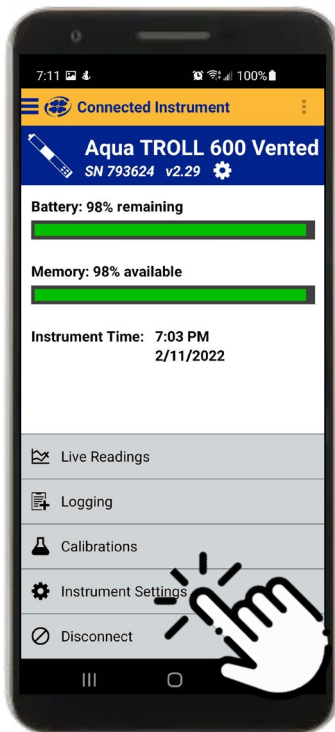 7:11 100%
Connected Instrument
Aqua TROLL 600 Vented
SN 793624 v2.29
Battery: 98% remaining
Memory: 98% available
Instrument Time: 7:03 PM
2/11/2022
Live Readings
Logging
Calibrations
Instrument Settings
Disconnect